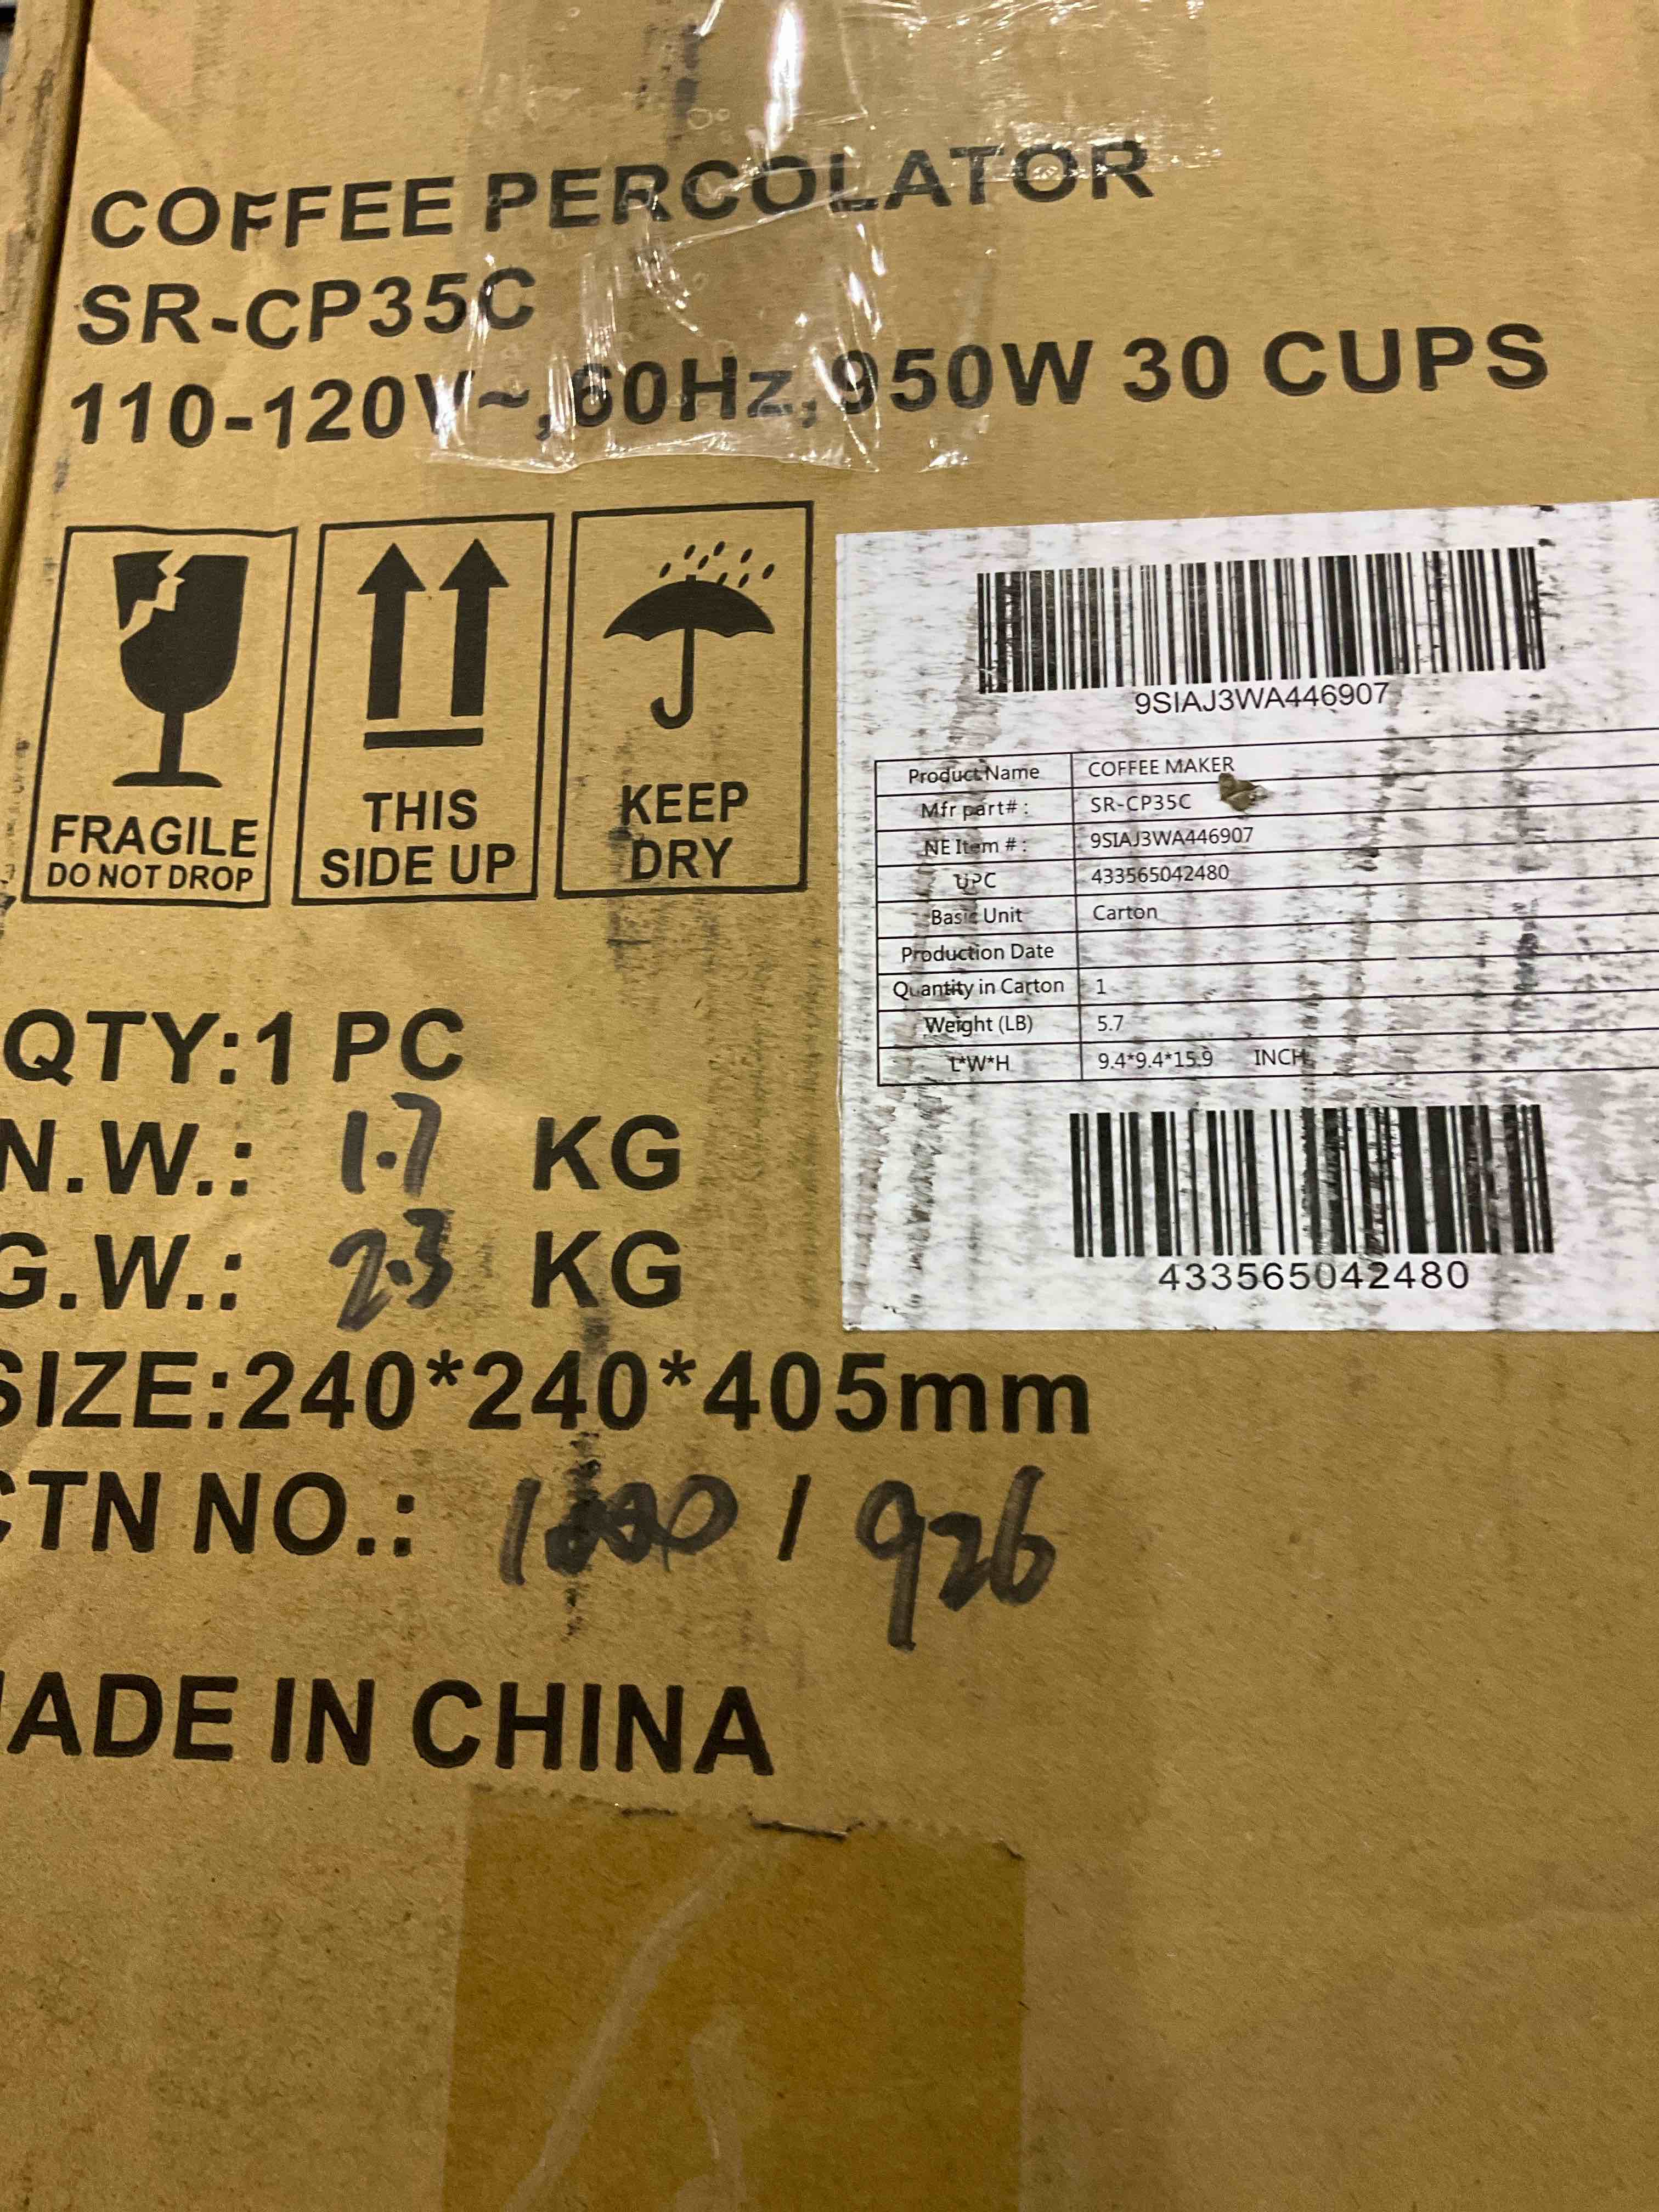 COFFEE PERCOLATOR
SR-CP35C
110-120V~,60Hz,950W 30 CUPS
FRAGILE
DO NOT DROP
THIS
SIDE UP
KEEP
DRY
9SIAJ3WA446907
Product Name COFFEE MAKER
Mfr part# : SR-CP35C
NE Item # : 9SIAJ3WA446907
UPC 433565042480
Basic Unit Carton
Production Date
Quantity in Carton 1
Weight (LB) 5.7
L*W*H 9.4*9.4*15.9 INCH
433565042480
QTY:1 PC
N.W.: 1.7 KG
G.W.: 2.3 KG
SIZE:240*240*405mm
CTN NO.: / 926
MADE IN CHINA